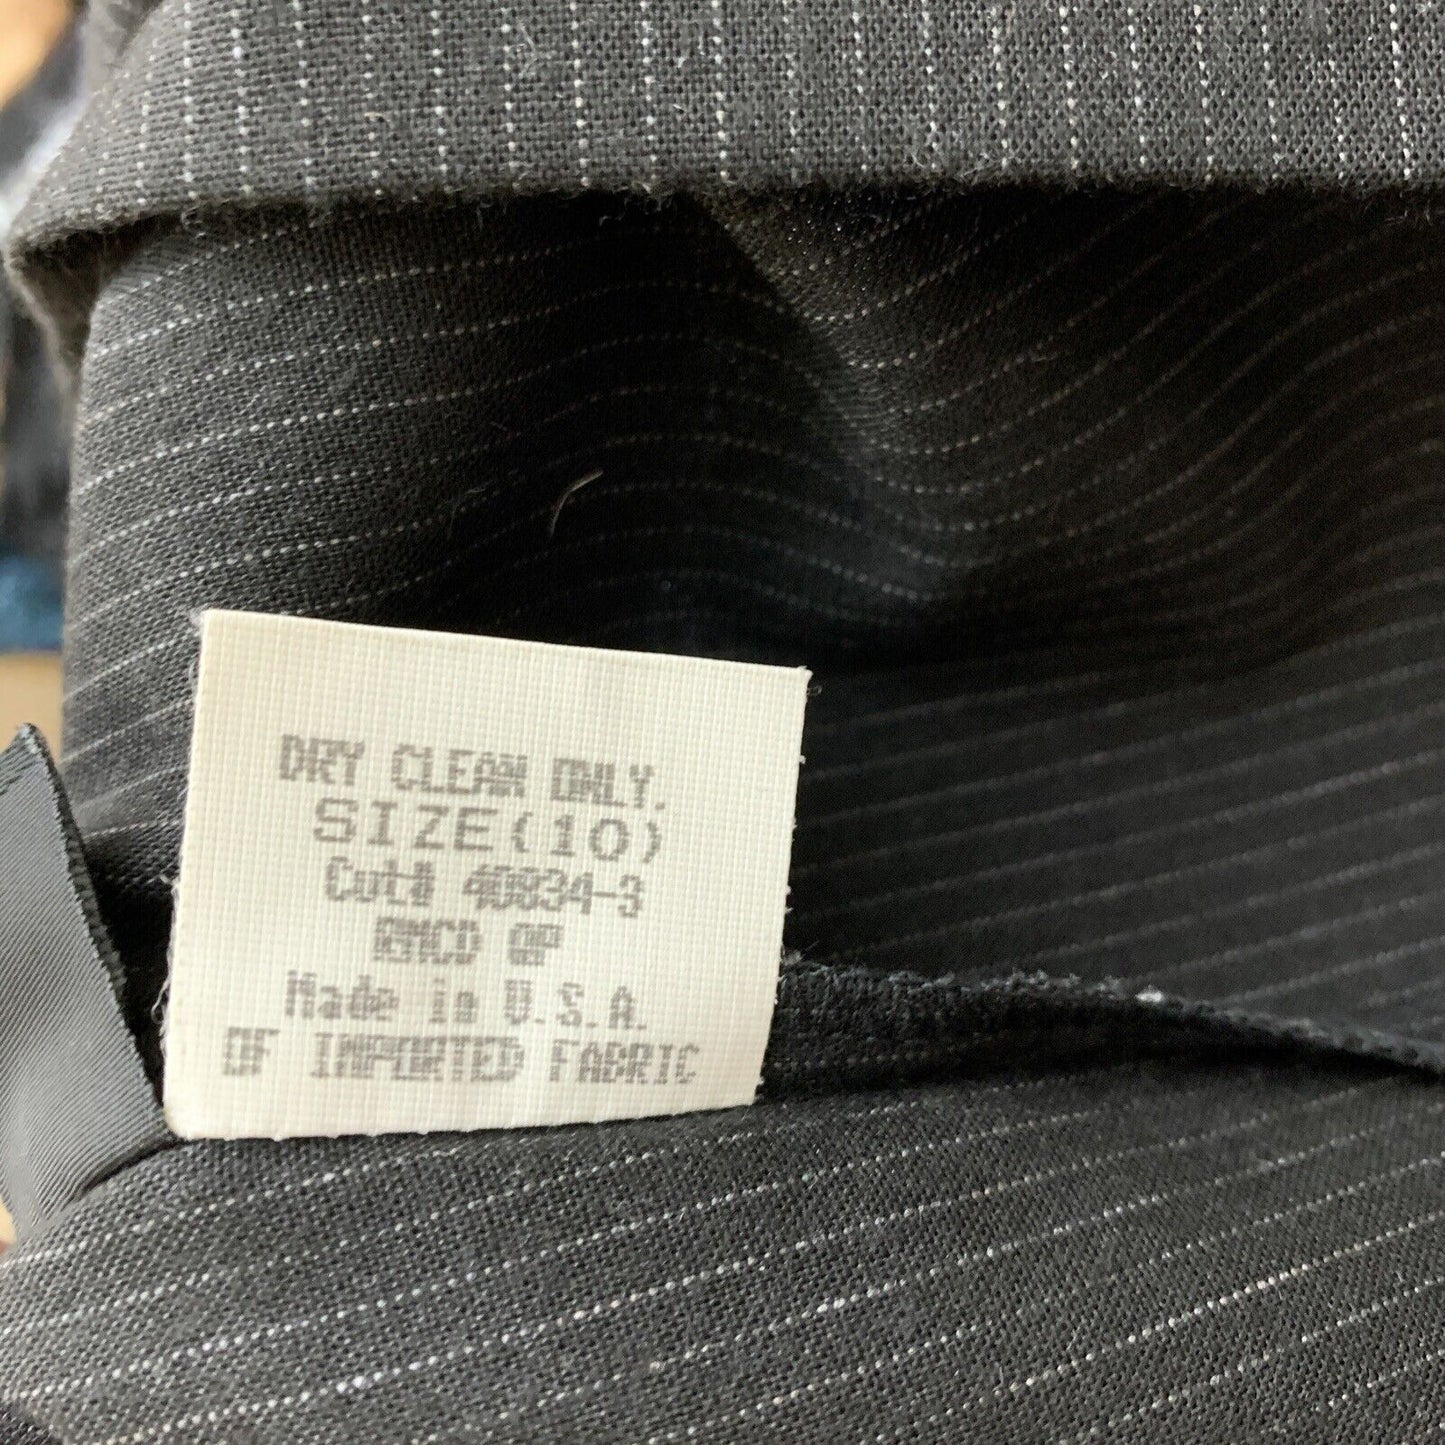 DRY CLEAN ONLY.
SIZE(10)
Cut# 40834-3
Made in U.S.A.
OF IMPORTED FABRIC